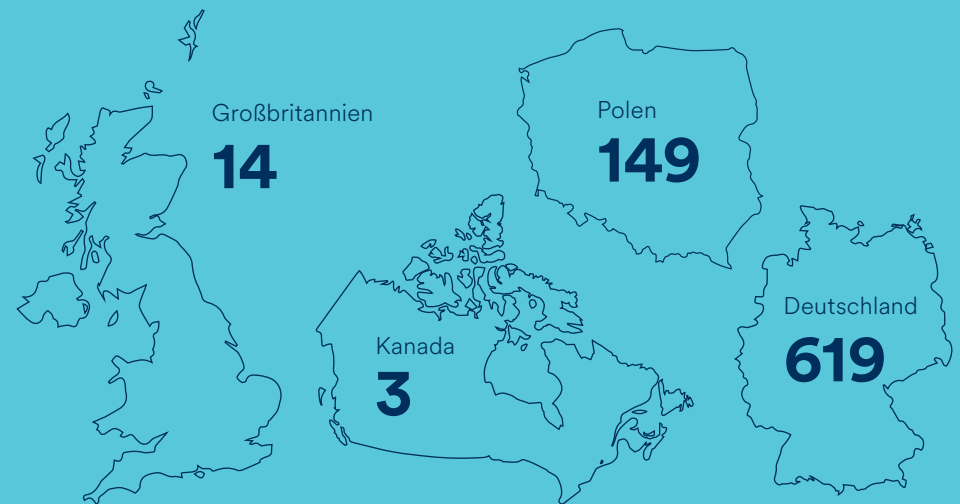 Großbritannien
14
Polen
149
Kanada
3
Deutschland
619